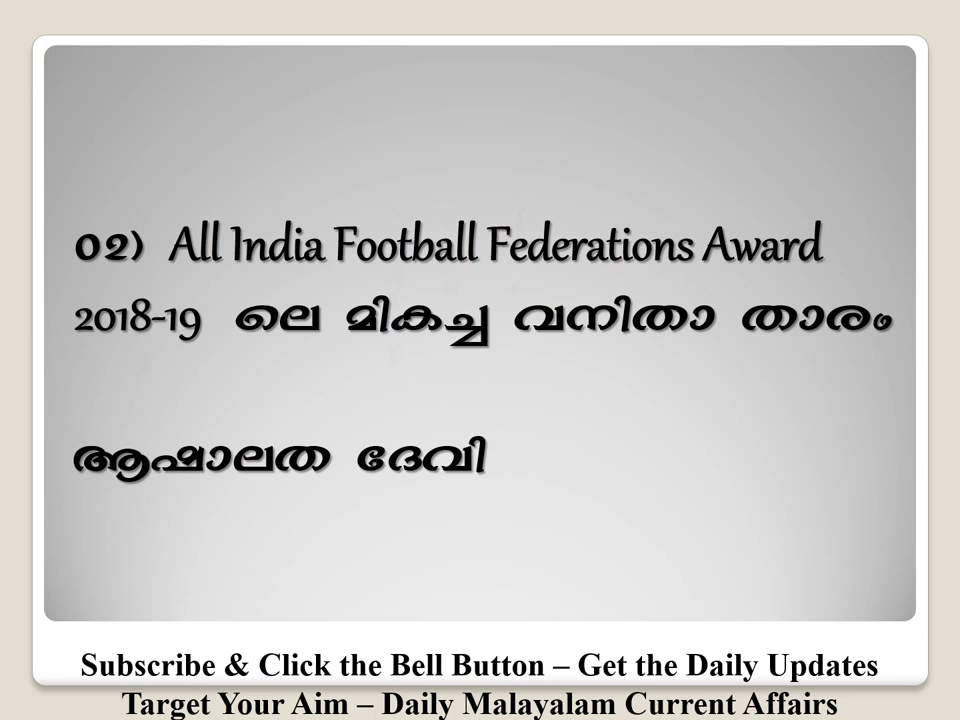 02) All India Football Federations Award
2018-19 ലെ മികച്ച വനിതാ താരം
ആഷാലത ദേവി
Subscribe & Click the Bell Button – Get the Daily Updates
Target Your Aim – Daily Malayalam Current Affairs